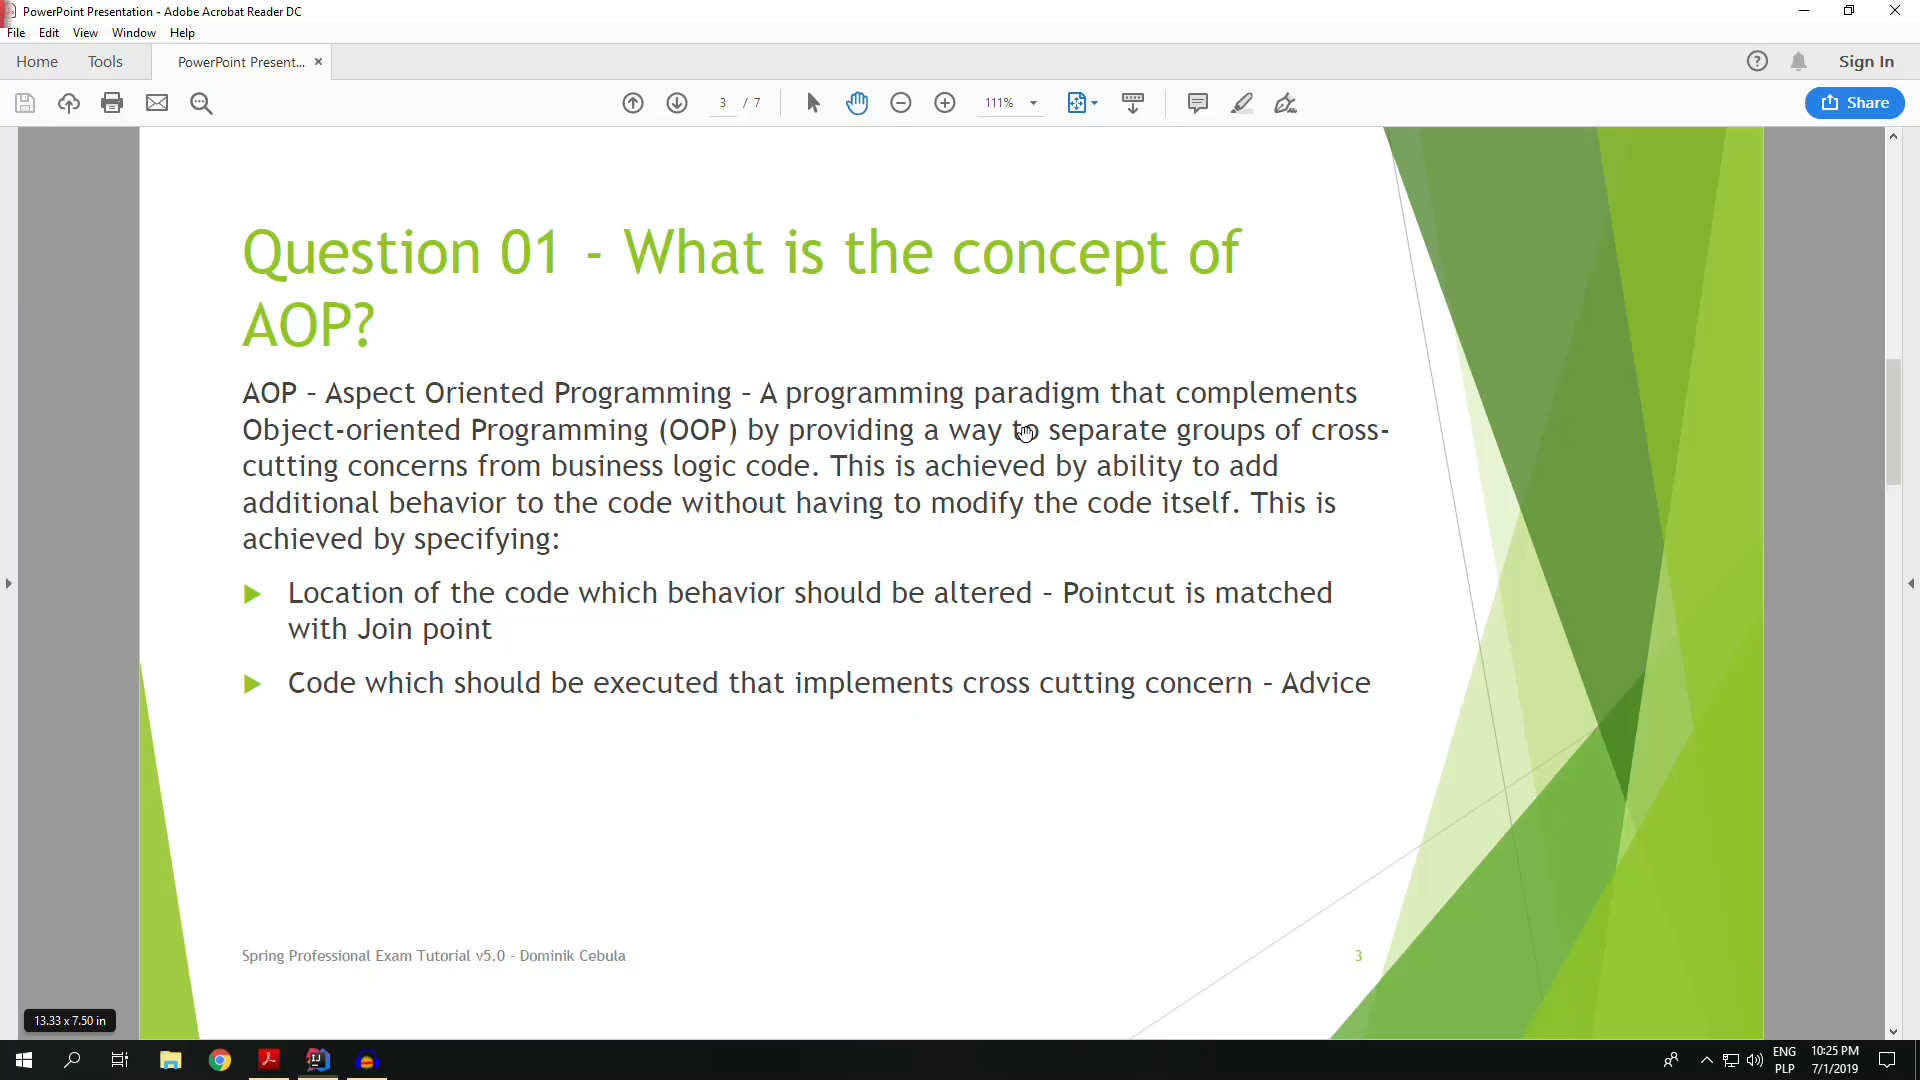 PowerPoint Presentation - Adobe Acrobat Reader DC
File Edit View Window Help
Home Tools PowerPoint Present... Sign In
3 / 7 111% Share
Question 01 - What is the concept of
AOP?
AOP – Aspect Oriented Programming – A programming paradigm that complements
Object-oriented Programming (OOP) by providing a way to separate groups of cross-
cutting concerns from business logic code. This is achieved by ability to add
additional behavior to the code without having to modify the code itself. This is
achieved by specifying:
Location of the code which behavior should be altered – Pointcut is matched
with Join point
Code which should be executed that implements cross cutting concern – Advice
Spring Professional Exam Tutorial v5.0 - Dominik Cebula 3
13.33 x 7.50 in
ENG 10:25 PM
PLP 7/1/2019